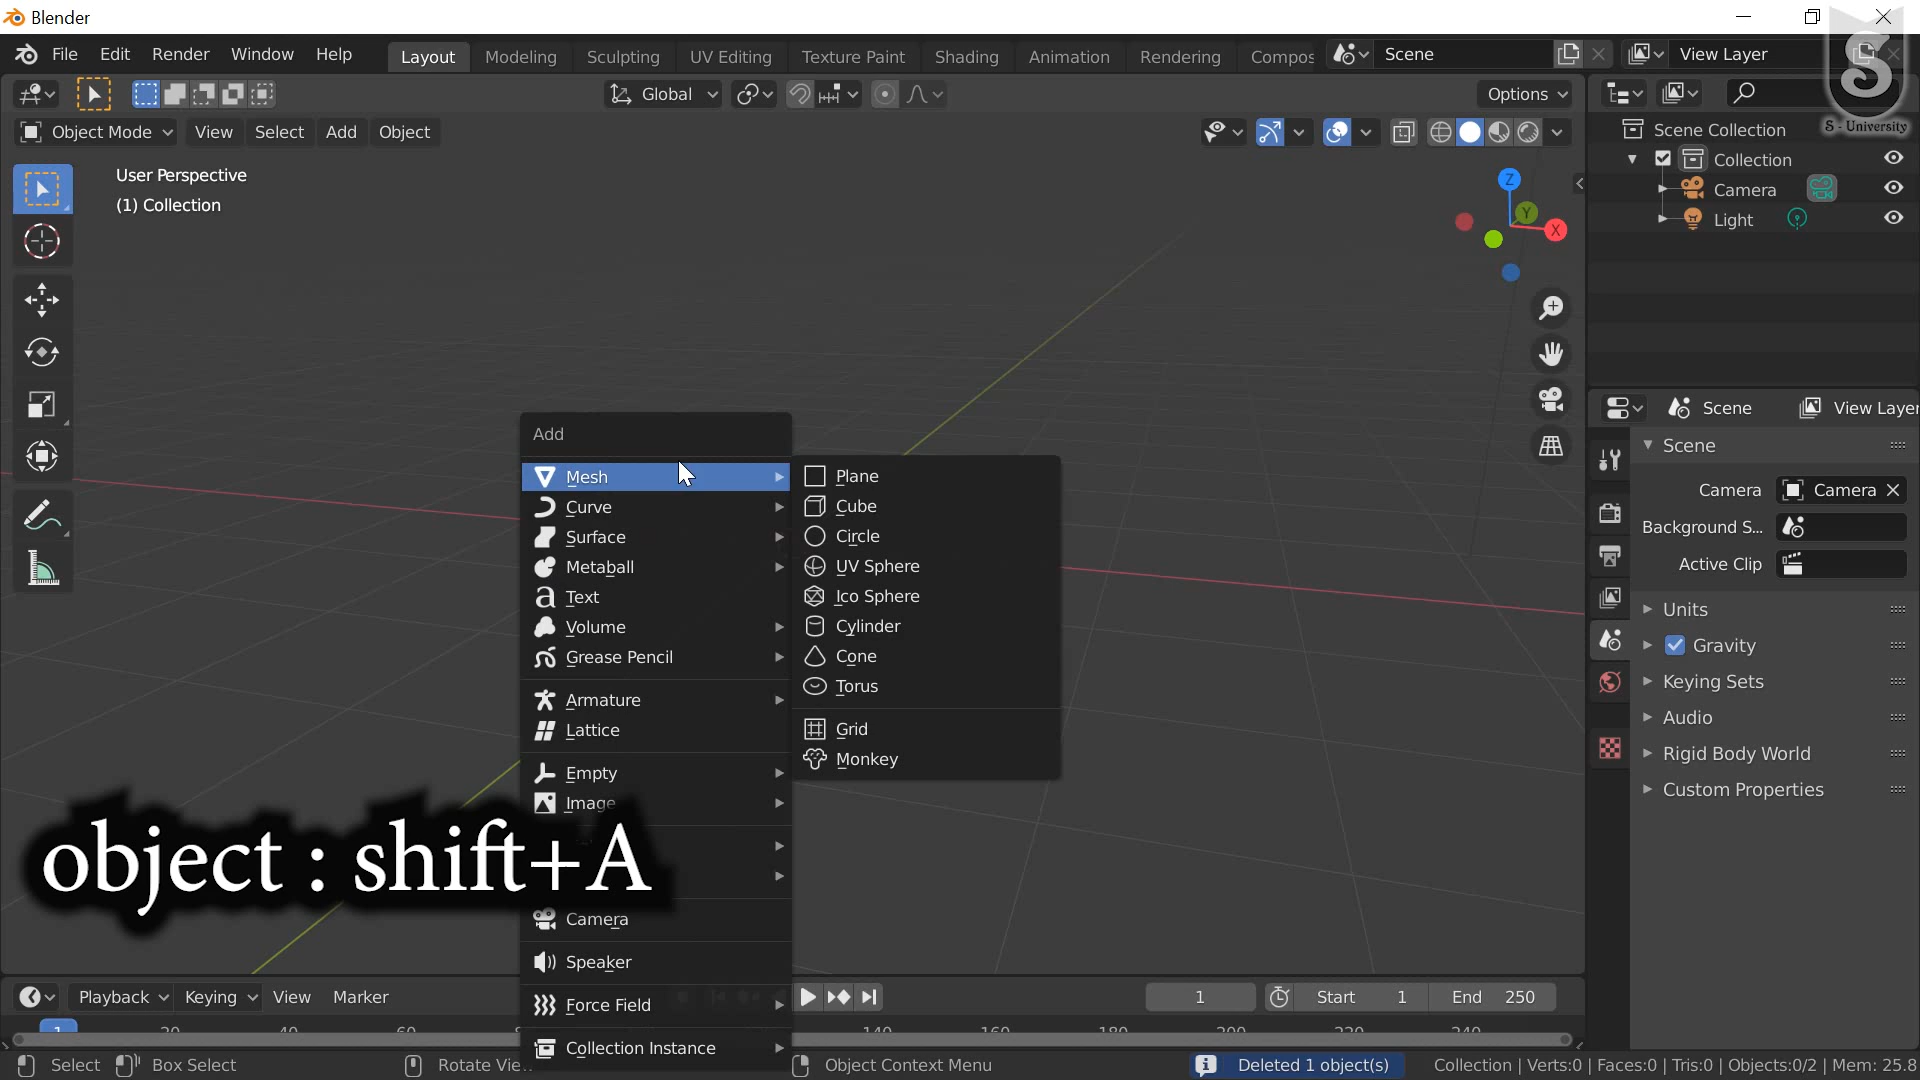 Blender
File Edit Render Window Help Layout Modeling Sculpting UV Editing Texture Paint Shading Animation Rendering Compos Scene View Layer
Global Options
Object Mode View Select Add Object
User Perspective
(1) Collection
Z
Y
X
S
S - University
Scene Collection
Collection
Camera
Light
Scene View Layer
Scene
Camera Camera
Background S...
Active Clip
Units
Gravity
Keying Sets
Audio
Rigid Body World
Custom Properties
Add
Mesh
Curve
Surface
Metaball
Text
Volume
Grease Pencil
Armature
Lattice
Empty
Image
Camera
Speaker
Force Field
Collection Instance
Plane
Cube
Circle
UV Sphere
Ico Sphere
Cylinder
Cone
Torus
Grid
Monkey
object : shift+A
Playback Keying View Marker 1 Start 1 End 250
1 20 40 60 140 160 180 200 220 240
Select Box Select Rotate Vie Object Context Menu Deleted 1 object(s) Collection | Verts:0 | Faces:0 | Tris:0 | Objects:0/2 | Mem: 25.8